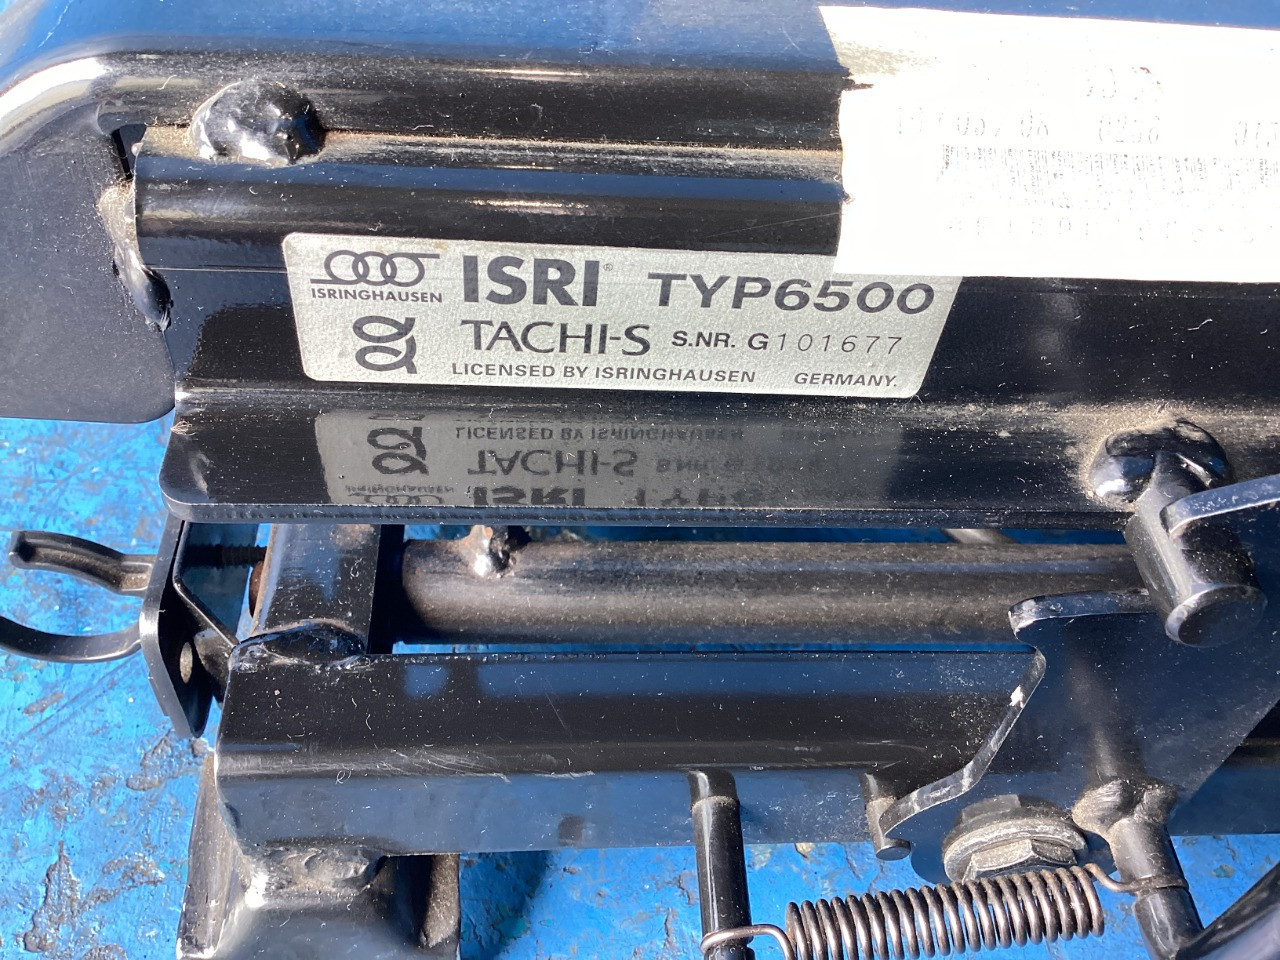 ISRINGHAUSEN
ISRI® TYP6500
TACHI-S S.NR. G101677
LICENSED BY ISRINGHAUSEN GERMANY.